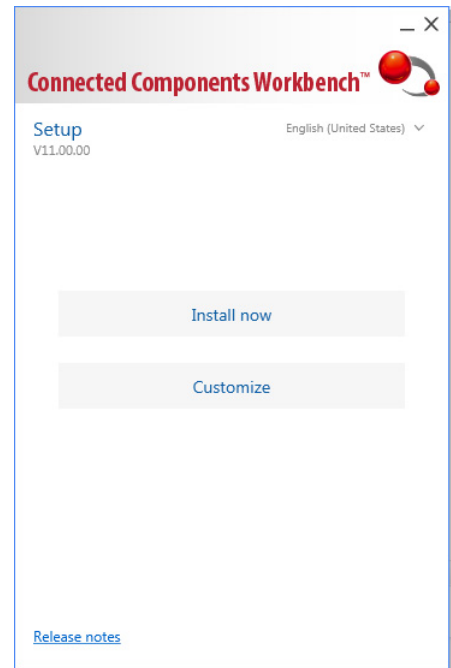 Connected Components Workbench™
Setup
English (United States)
V11.00.00
Install now
Customize
Release notes